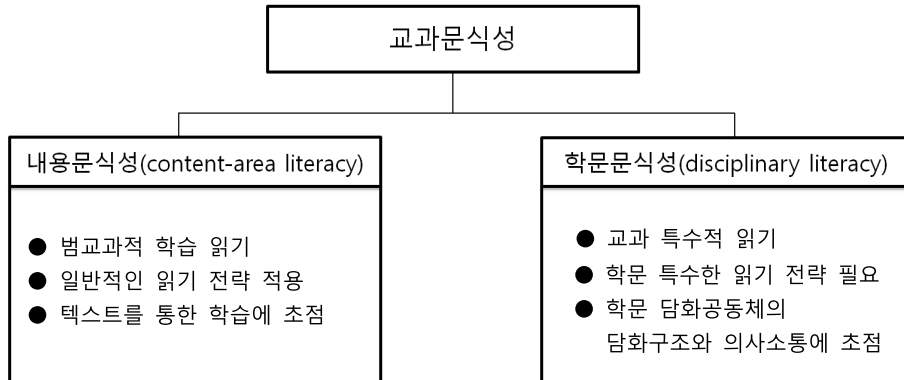 교과문식성
내용문식성(content-area literacy)
● 범교과적 학습 읽기
● 일반적인 읽기 전략 적용
● 텍스트를 통한 학습에 초점
학문문식성(disciplinary literacy)
● 교과 특수적 읽기
● 학문 특수한 읽기 전략 필요
● 학문 담화공동체의
담화구조와 의사소통에 초점